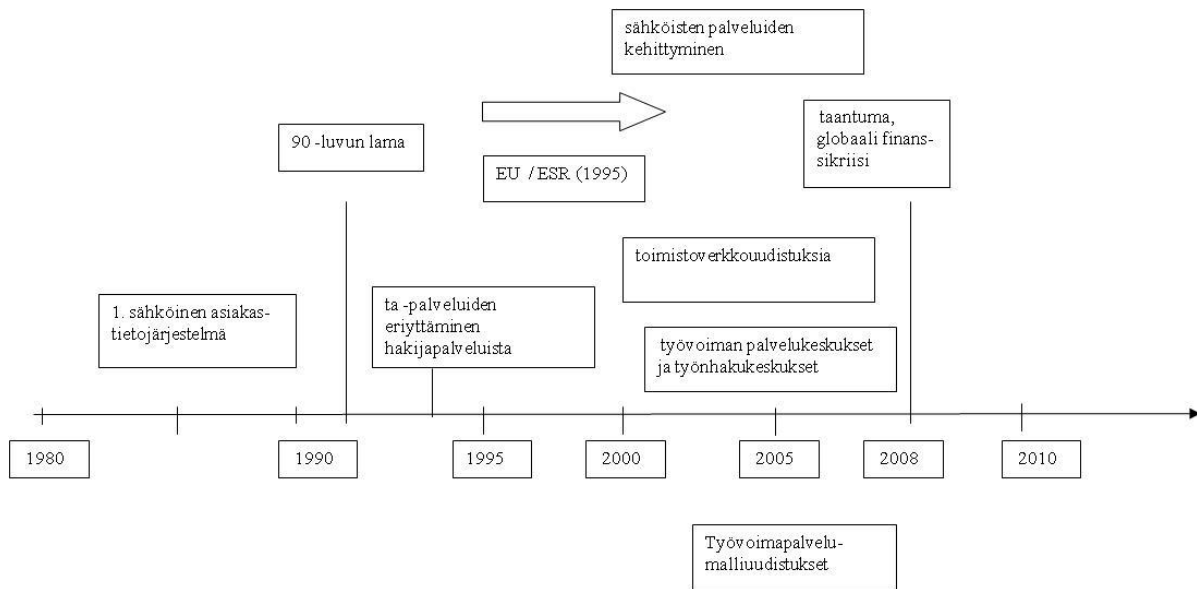 sähköisten palveluiden
kehittyminen
90 -luvun lama
EU / ESR (1995)
taantuma,
globaali finans-
sikriisi
toimistoverkkouudistuksia
1. sähköinen asiakas-
tietojärjestelmä
ta -palveluiden
eriyttäminen
hakijapalveluista
työvoiman palvelukeskukset
ja työnhakukeskukset
1980
1990
1995
2000
2005
2008
2010
Työvoimapalvelu-
malliuudistukset